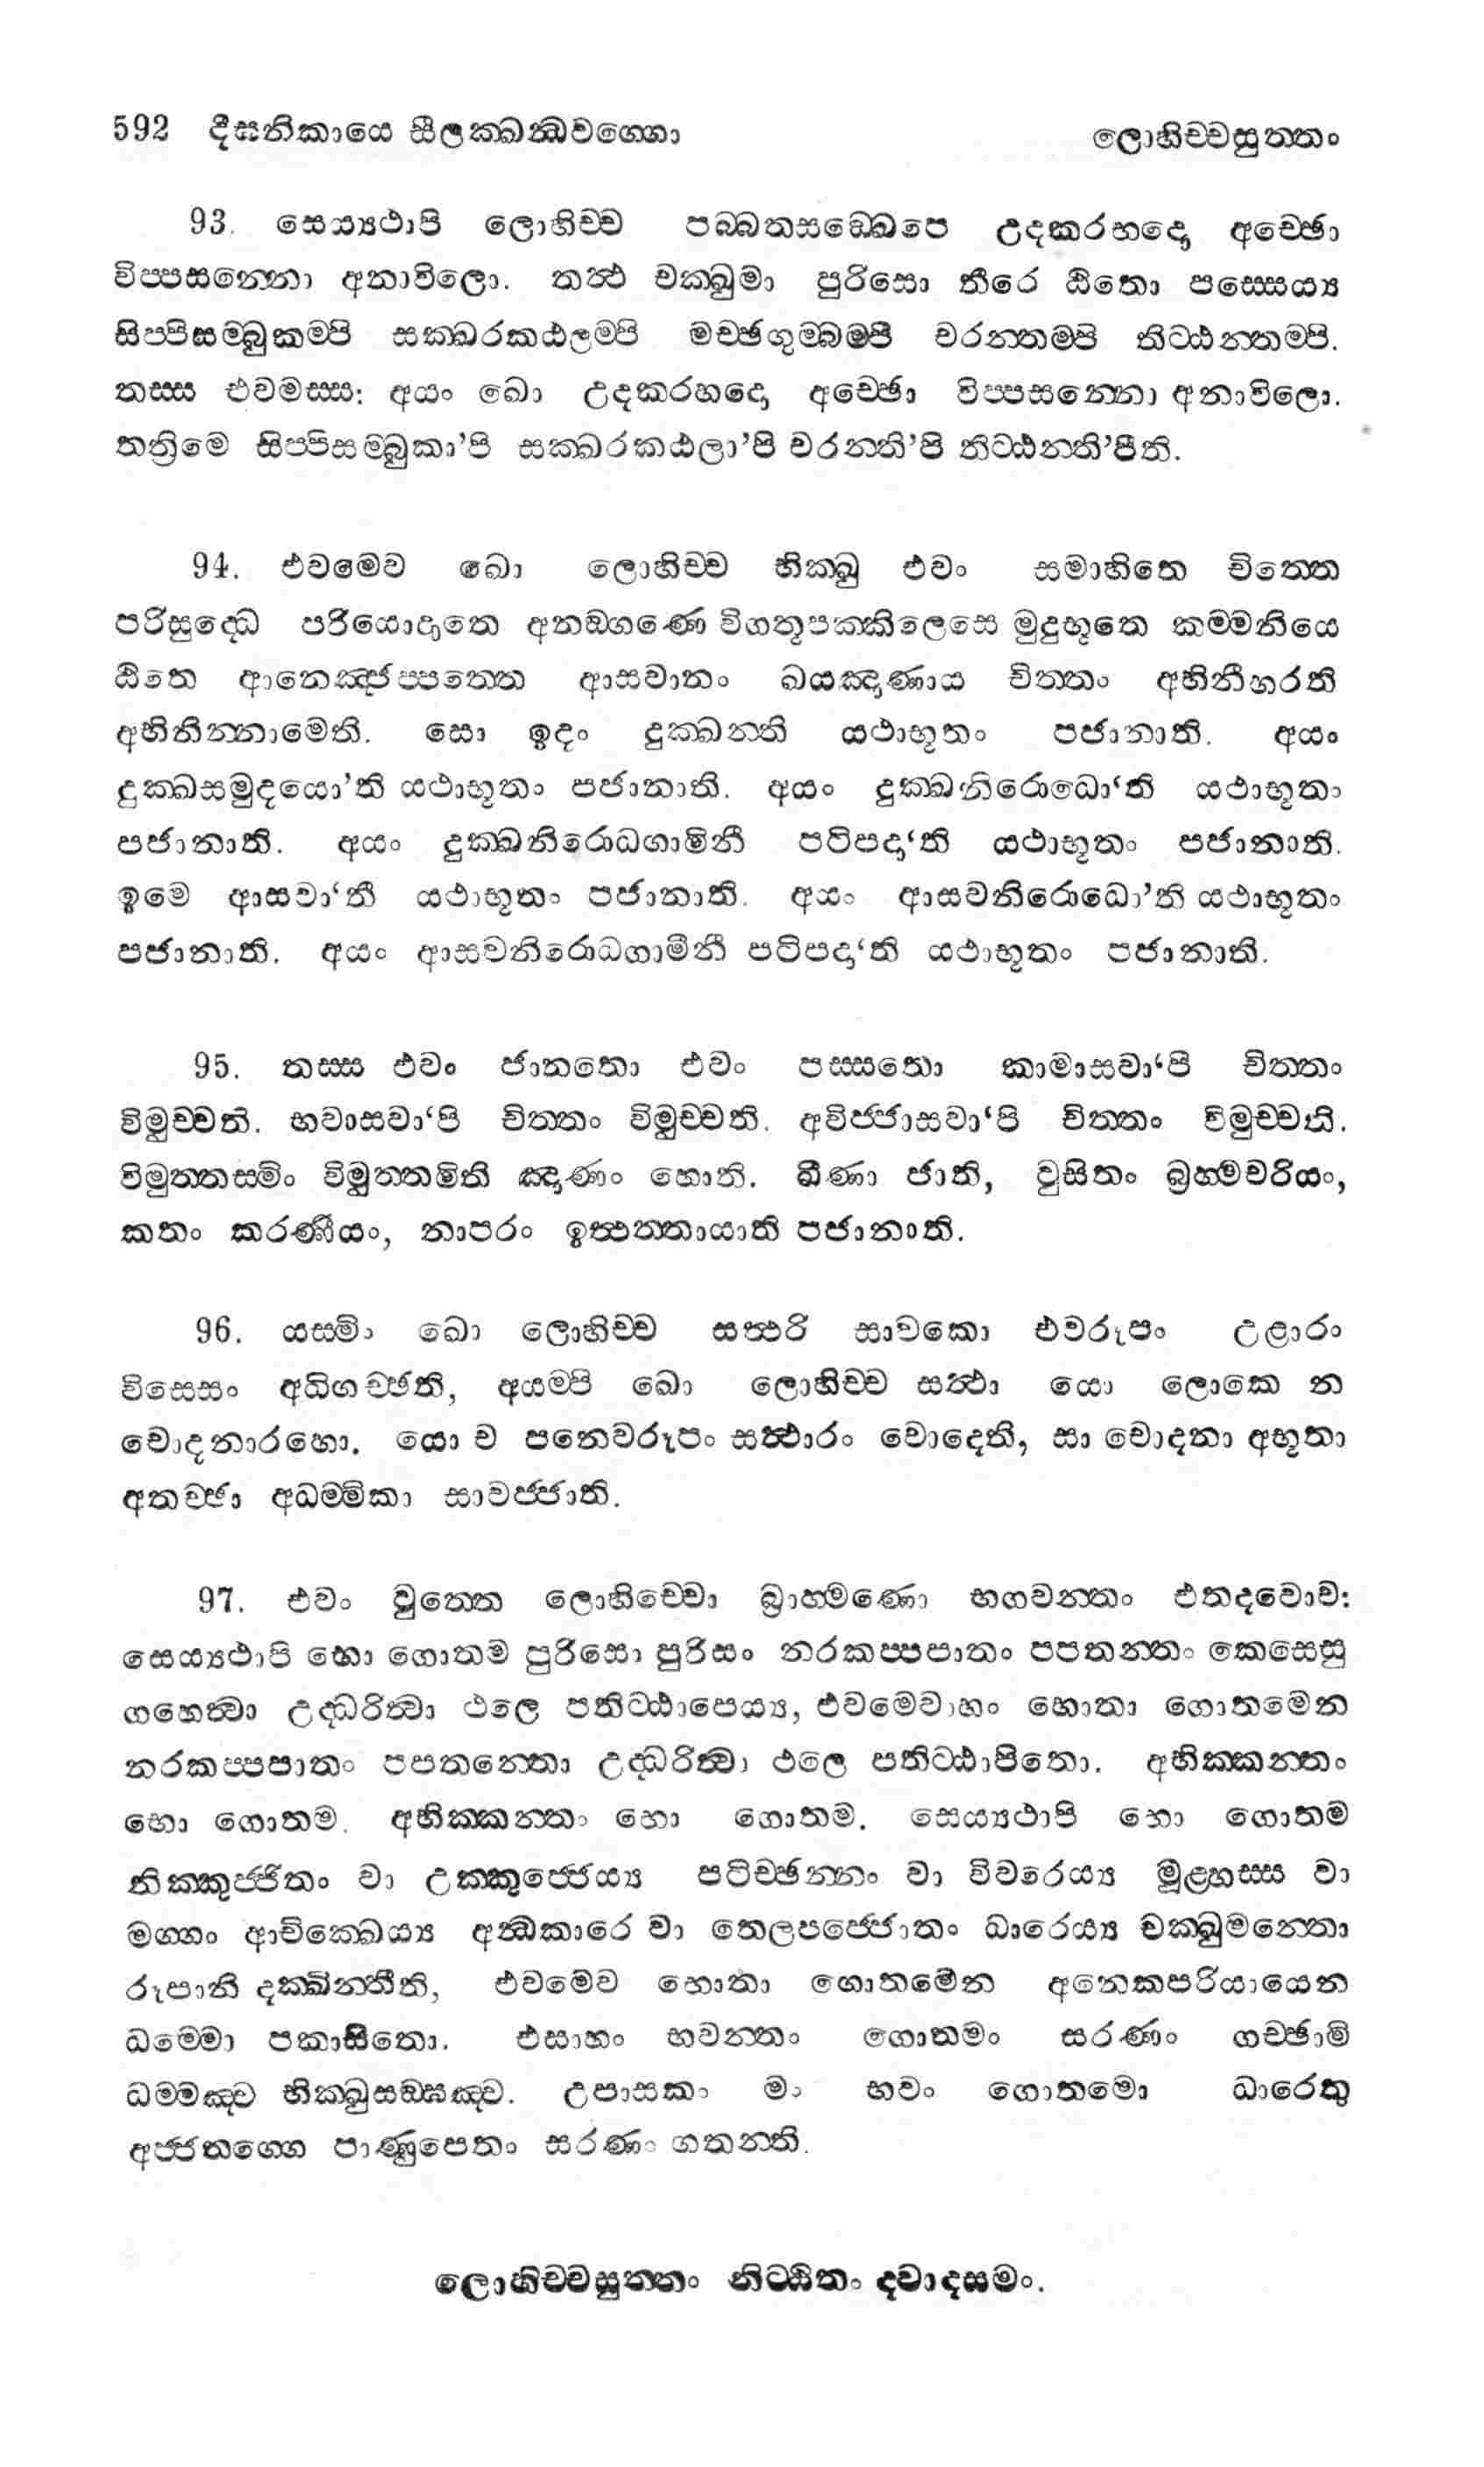 592 දීඝනිකායෙ සීලක්ඛන්ධවග්ගො ලොහිච්චසුත්තං
93. සෙය්‍යථාපි ලොහිච්ච පබ්බතසඞ්ඛෙපෙ උදකරහදො අච්ඡො
විප්පසන්නො අනාවිලො. තත්‍ථ චක්ඛුමා පුරිසො තීරෙ ඨිතො පස්සෙය්‍ය
සිප්පිසම්බුකම්පි සක්ඛරකඨලම්පි මච්ඡගුම්බම්පි චරන්තම්පි තිට්ඨන්තම්පි.
තස්ස එවමස්ස: අයං ඛො උදකරහදො අච්ඡො විප්පසන්නො අනාවිලො.
තත්‍රිමෙ සිප්පිසම්බුකා’පි සක්ඛරකඨලා’පි චරන්ති’පි තිට්ඨන්ති’පීති.
94. එවමෙව ඛො ලොහිච්ච භික්ඛු එවං සමාහිතෙ චිත්තෙ
පරිසුද්ධෙ පරියොදාතෙ අනඞ්ගණෙ විගතූපක්කිලෙසෙ මුදුභූතෙ කම්මනියෙ
ඨිතෙ ආනෙඤ්ජප්පත්තෙ ආසවානං ඛයඤාණාය චිත්තං අභිනීහරති
අභිනින්නාමෙති. සො ඉදං දුක්ඛන්ති යථාභූතං පජානාති. අයං
දුක්ඛසමුදයො’ති යථාභූතං පජානාති. අයං දුක්ඛනිරොධො‘ති යථාභූතං
පජානාති. අයං දුක්ඛනිරොධගාමිනී පටිපදා‘ති යථාභූතං පජානාති.
ඉමෙ ආසවා‘තී යථාභූතං පජානාති. අයං ආසවනිරොධො’ති යථාභූතං
පජානාති. අයං ආසවනිරොධගාමිනී පටිපදා‘ති යථාභූතං පජානාති.
95. තස්ස එවං ජානතො එවං පස්සතො කාමාසවා‘පි චිත්තං
විමුච්චති. භවාසවා‘පි චිත්තං විමුච්චති. අවිජ්ජාසවා‘පි චිත්තං විමුච්චති.
විමුත්තස්මිං විමුත්තමිති ඤාණං හොති. ඛීණා ජාති, වුසිතං බ්‍රහ්මචරියං,
කතං කරණීයං, නාපරං ඉත්‍ථත්තායාති පජානාති.
96. යස්මිං ඛො ලොහිච්ච සත්‍ථරි සාවකො එවරූපං උළාරං
විසෙසං අධිගච්ඡති, අයම්පි ඛො ලොහිච්ච සත්‍ථා යො ලොකෙ න
චොදනාරහො. යො ච පනෙවරූපං සත්‍ථාරං චොදෙති, සා චොදනා අභූතා
අතච්ඡා අධම්මිකා සාවජ්ජාති.
97. එවං වුත්තෙ ලොහිච්චො බ්‍රාහ්මණො භගවන්තං එතදවොච:
සෙය්‍යථාපි භො ගොතම පුරිසො පුරිසං නරකප්පපාතං පපතන්තං කෙසෙසු
ගහෙත්‍වා උද්ධරිත්‍වා ථලෙ පතිට්ඨාපෙය්‍ය, එවමෙවාහං භොතා ගොතමෙන
නරකප්පපාතං පපතන්තො උද්ධරිත්‍වා ථලෙ පතිට්ඨාපිතො. අභික්කන්තං
භො ගොතම. අභික්කන්තං භො ගොතම. සෙය්‍යථාපි භො ගොතම
නික්කුජ්ජිතං වා උක්කුජ්ජෙය්‍ය පටිච්ඡන්නං වා විවරෙය්‍ය මූළ්හස්ස වා
මග්ගං ආචික්ඛෙය්‍ය අන්ධකාරෙ වා තෙලපජ්ජොතං ධාරෙය්‍ය චක්ඛුමන්තො
රූපානි දක්ඛින්තීති, එවමෙව භොතා ගොතමෙන අනෙකපරියායෙන
ධම්මො පකාසිතො. එසාහං භවන්තං ගොතමං සරණං ගච්ඡාමි
ධම්මඤ්ච භික්ඛුසඞ්ඝඤ්ච. උපාසකං මං භවං ගොතමො ධාරෙතු
අජ්ජතග්ගෙ පාණුපෙතං සරණං ගතන්ති.
ලොහිච්චසුත්තං නිට්ඨිතං ද්වාදසමං.